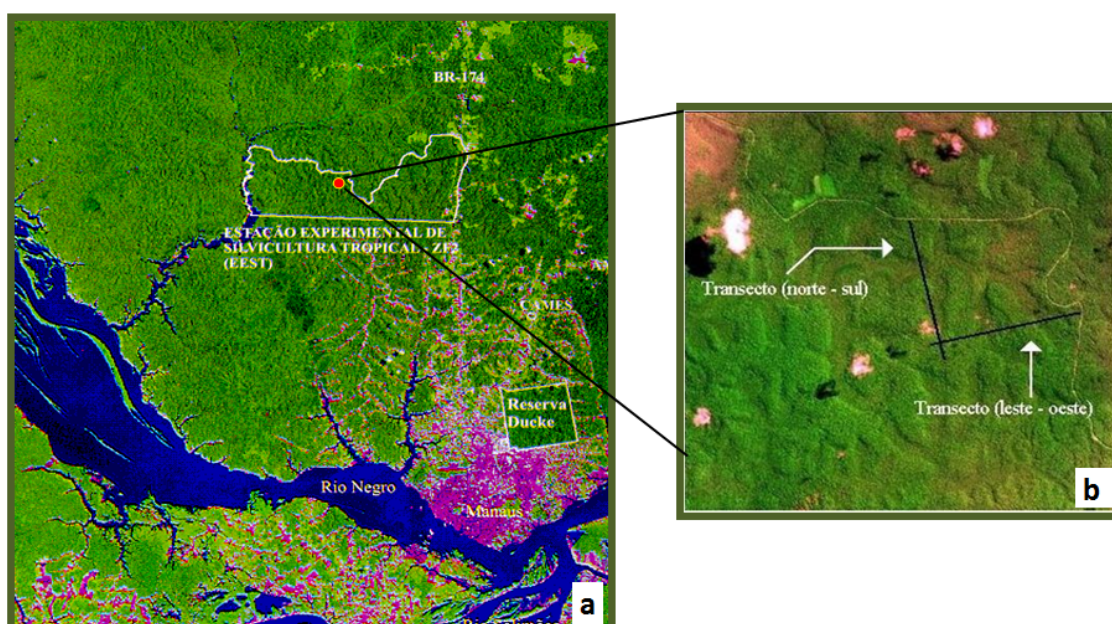 BR-174
ESTAÇÃO EXPERIMENTAL DE
SILVICULTURA TROPICAL - ZF2
(EEST)
CAMES
Reserva
Ducke
Rio Negro
Manaus
a
Transecto (norte - sul)
Transecto (leste - oeste)
b